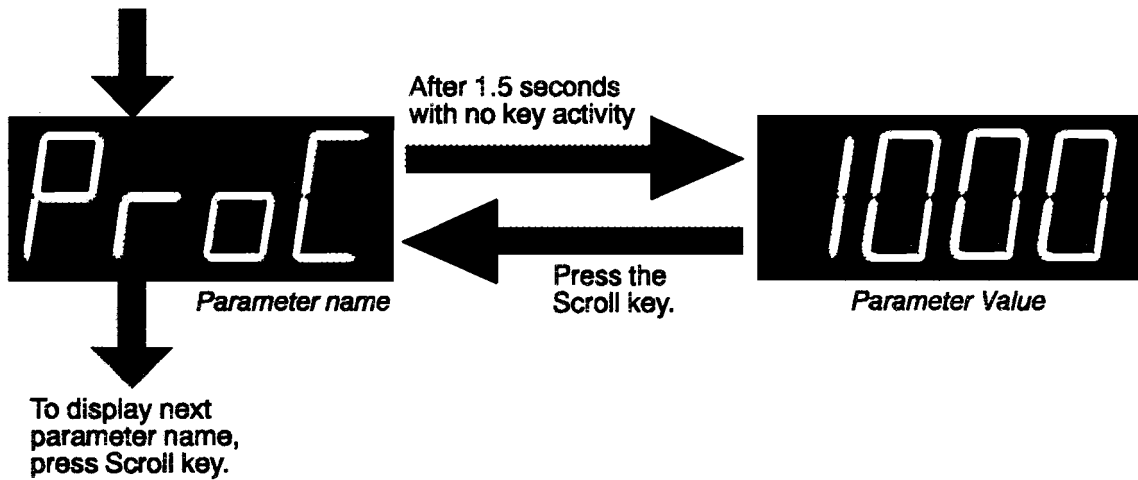 After 1.5 seconds
with no key activity
ProC
1000
Press the
Scroll key.
Parameter name
Parameter Value
To display next
parameter name,
press Scroll key.